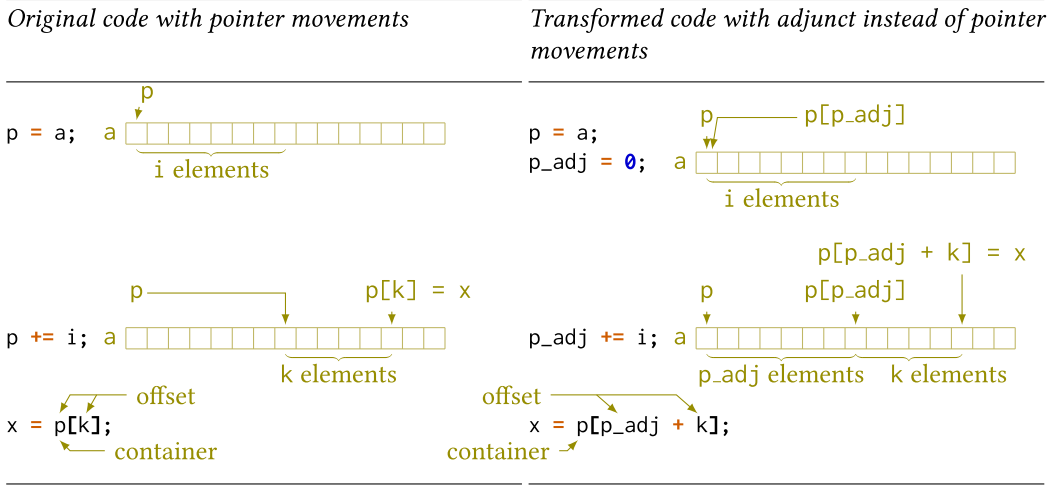 Original code with pointer movements
p
p = a; a
i elements
p p[k] = x
p += i; a
k elements
offset
x = p[k];
container
Transformed code with adjunct instead of pointer
movements
p p[p_adj]
p = a;
p_adj = 0; a
i elements
p[p_adj + k] = x
p p[p_adj]
p_adj += i; a
p_adj elements k elements
offset
x = p[p_adj + k];
container